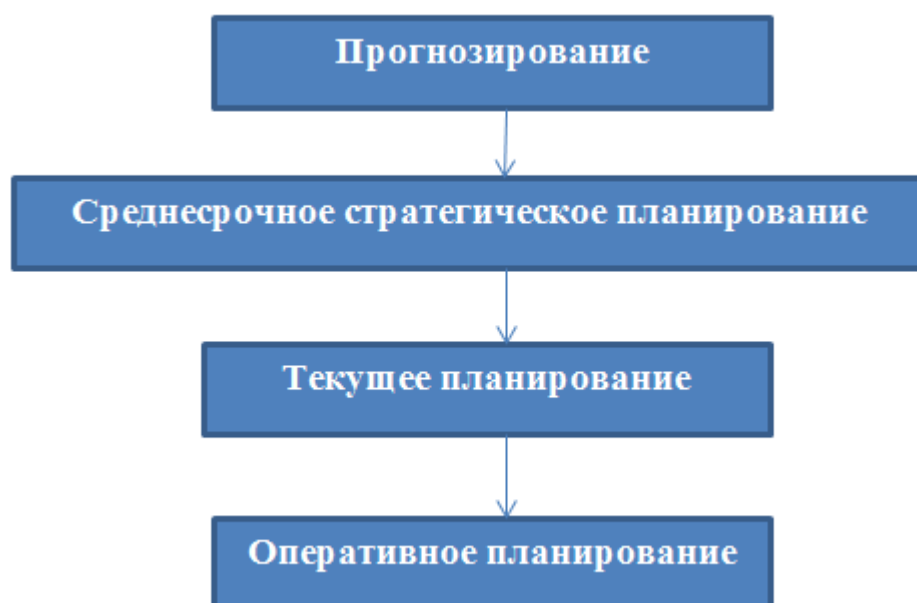 Прогнозирование
Среднесрочное стратегическое планирование
Текущее планирование
Оперативное планирование